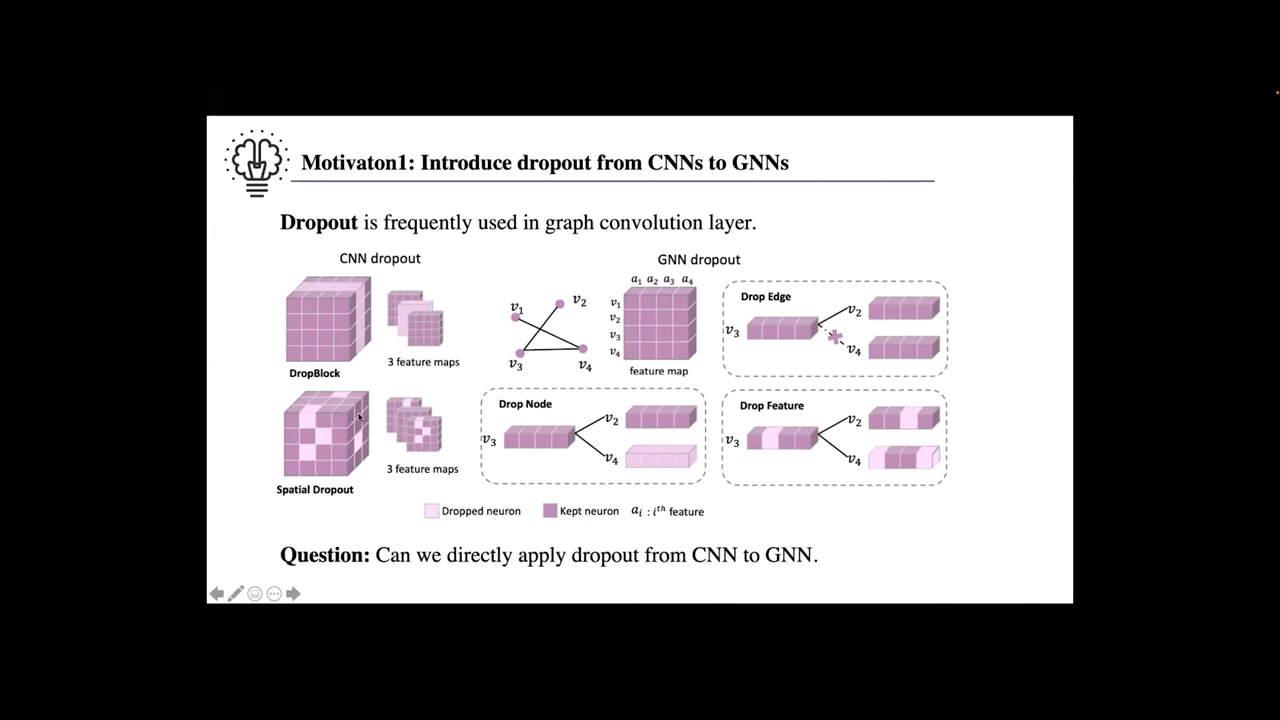 Motivaton1: Introduce dropout from CNNs to GNNs
Dropout is frequently used in graph convolution layer.
CNN dropout
GNN dropout
3 feature maps
DropBlock
3 feature maps
Spatial Dropout
v₁
v₂
v₃
v₄
a₁ a₂ a₃ a₄
v₁
v₂
v₃
v₄
feature map
Drop Edge
v₃
v₂
v₄
Drop Node
v₃
v₂
v₄
Drop Feature
v₃
v₂
v₄
Dropped neuron
Kept neuron
aᵢ : iᵗʰ feature
Question: Can we directly apply dropout from CNN to GNN.